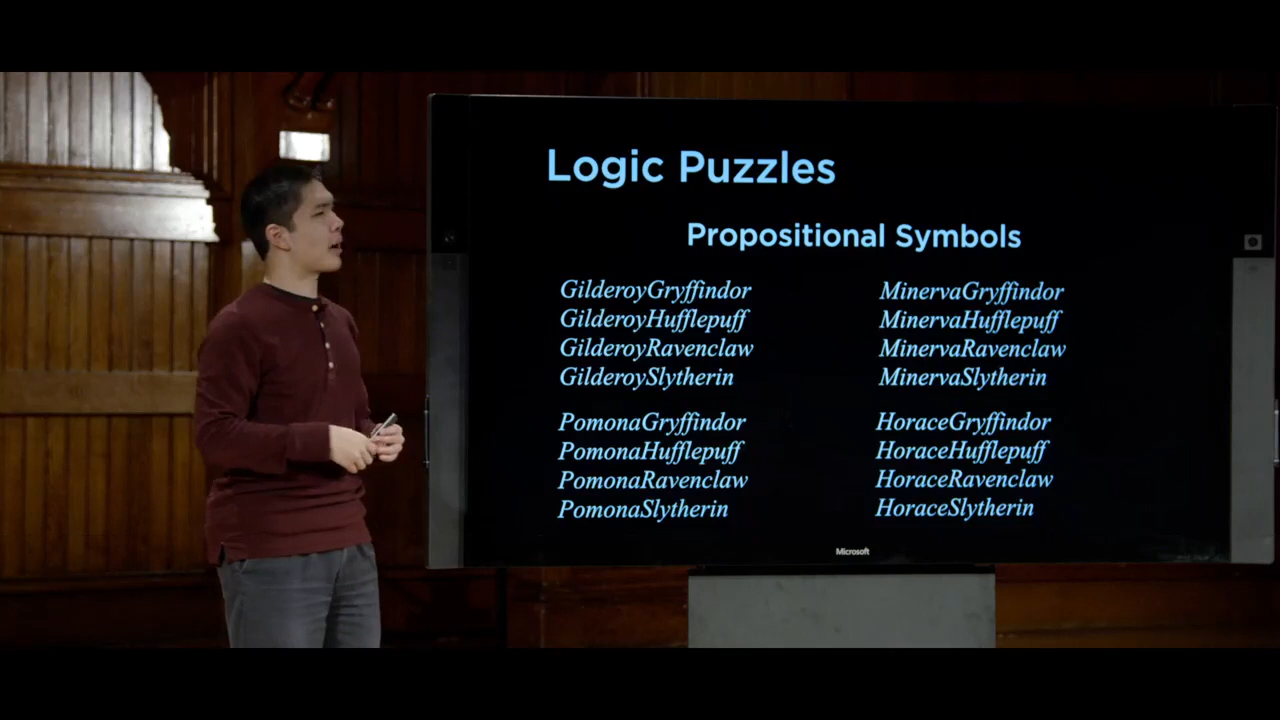 Logic Puzzles
Propositional Symbols
GilderoyGryffindor
GilderoyHufflepuff
GilderoyRavenclaw
GilderoySlytherin
MinervaGryffindor
MinervaHufflepuff
MinervaRavenclaw
MinervaSlytherin
PomonaGryffindor
PomonaHufflepuff
PomonaRavenclaw
PomonaSlytherin
HoraceGryffindor
HoraceHufflepuff
HoraceRavenclaw
HoraceSlytherin
Microsoft